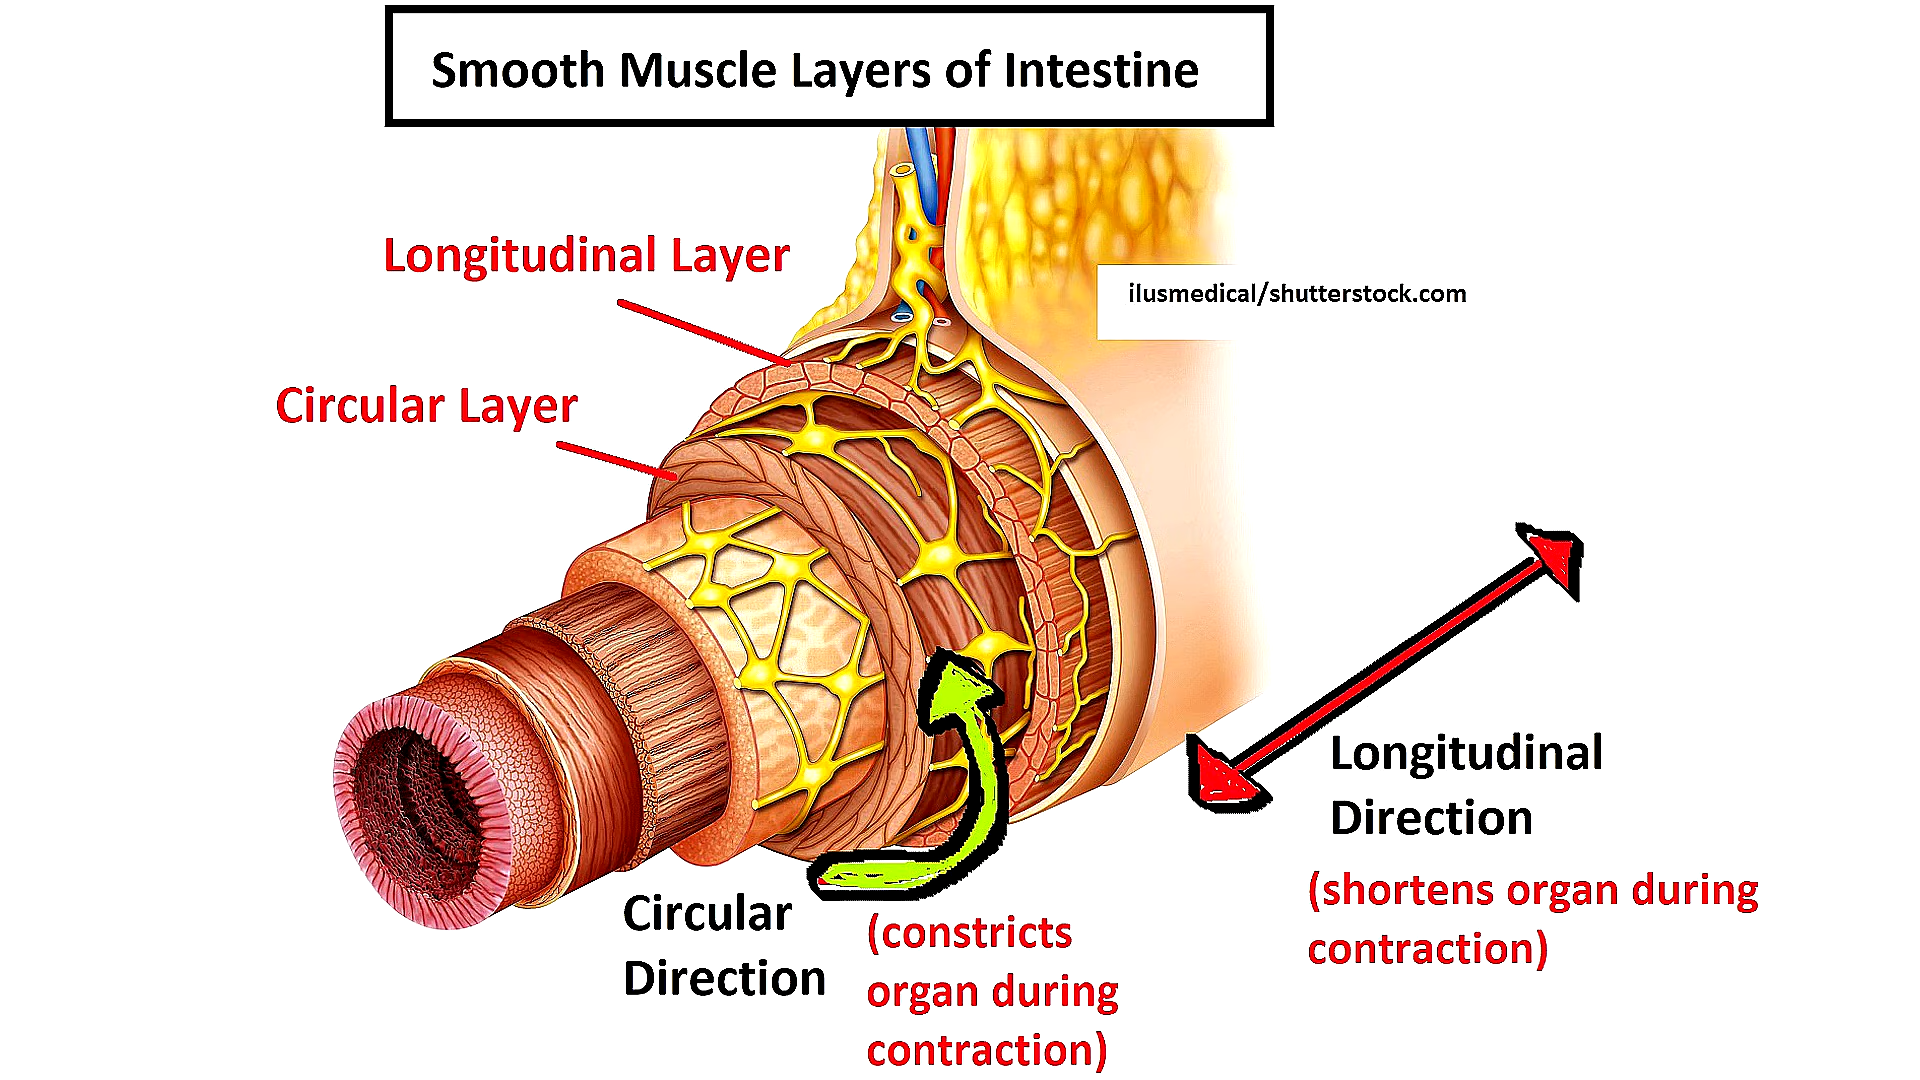 Smooth Muscle Layers of Intestine
Longitudinal Layer
ilusmedical/shutterstock.com
Circular Layer
Longitudinal
Direction
(shortens organ during
contraction)
Circular
Direction
(constricts
organ during
contraction)